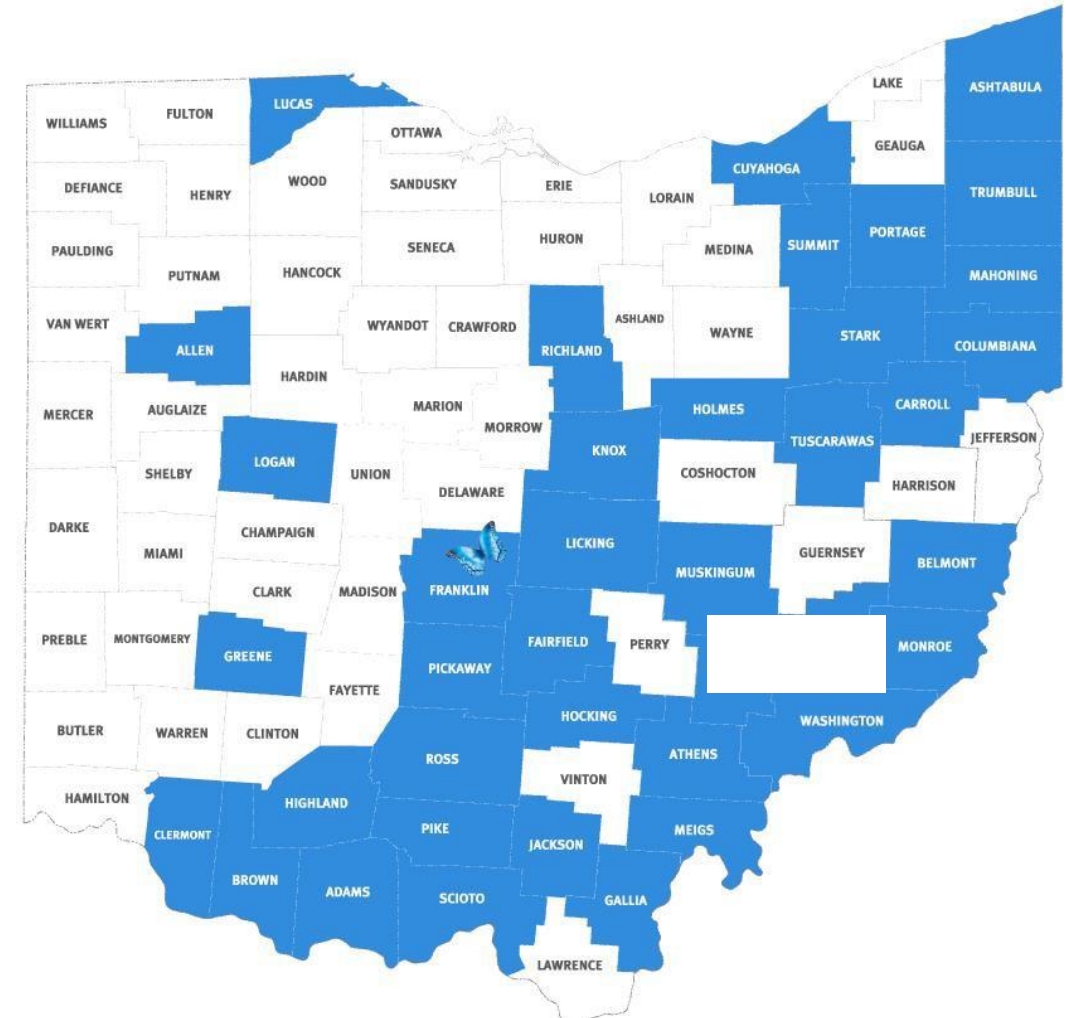 LAKE
ASHTABULA
LUCAS
FULTON
WILLIAMS
OTTAWA
GEAUGA
CUYAHOGA
WOOD
SANDUSKY
ERIE
DEFIANCE
HENRY
LORAIN
TRUMBULL
PORTAGE
HURON
SENECA
SUMMIT
MEDINA
PAULDING
HANCOCK
PUTNAM
MAHONING
ASHLAND
VAN WERT
WYANDOT
CRAWFORD
WAYNE
STARK
COLUMBIANA
ALLEN
RICHLAND
HARDIN
CARROLL
MARION
AUGLAIZE
HOLMES
MERCER
MORROW
JEFFERSON
TUSCARAWAS
KNOX
LOGAN
SHELBY
UNION
COSHOCTON
HARRISON
DELAWARE
DARKE
CHAMPAIGN
LICKING
MIAMI
GUERNSEY
BELMONT
MUSKINGUM
CLARK
MADISON
FRANKLIN
PREBLE
MONTGOMERY
FAIRFIELD
PERRY
MONROE
GREENE
PICKAWAY
FAYETTE
HOCKING
WASHINGTON
BUTLER
WARREN
CLINTON
ATHENS
ROSS
VINTON
HAMILTON
HIGHLAND
PIKE
MEIGS
CLERMONT
JACKSON
BROWN
ADAMS
SCIOTO
GALLIA
LAWRENCE